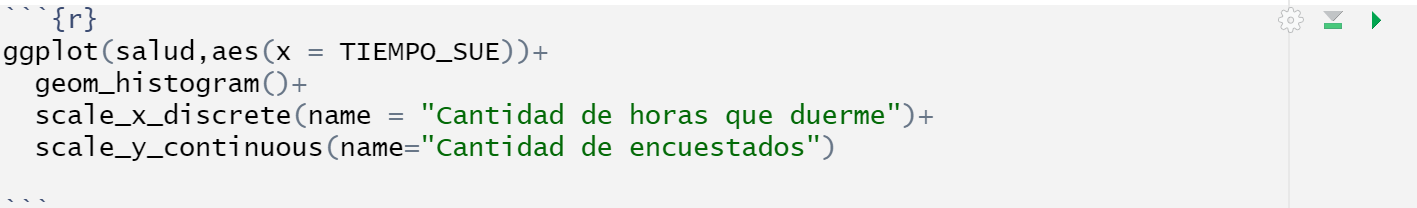 ```{r}
ggplot(salud,aes(x = TIEMPO_SUE))+
  geom_histogram()+
  scale_x_discrete(name = "Cantidad de horas que duerme")+
  scale_y_continuous(name="Cantidad de encuestados")

```